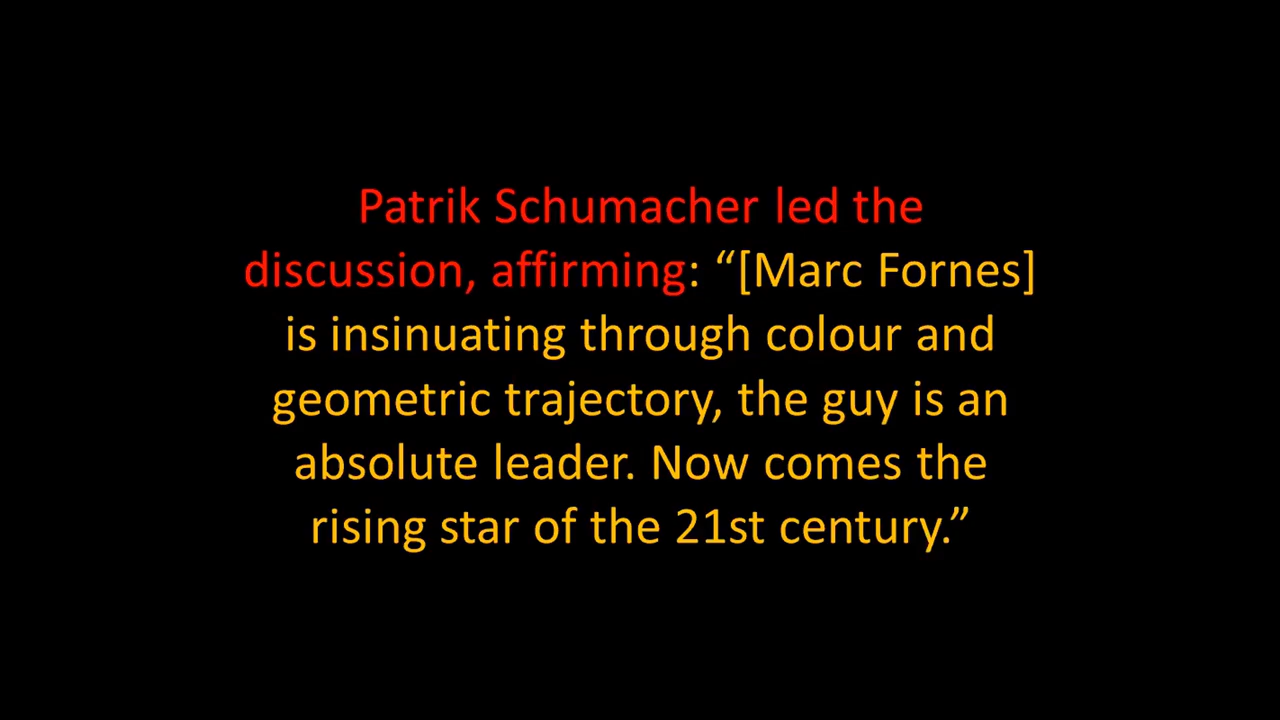 Patrik Schumacher led the
discussion, affirming: “[Marc Fornes]
is insinuating through colour and
geometric trajectory, the guy is an
absolute leader. Now comes the
rising star of the 21st century.”